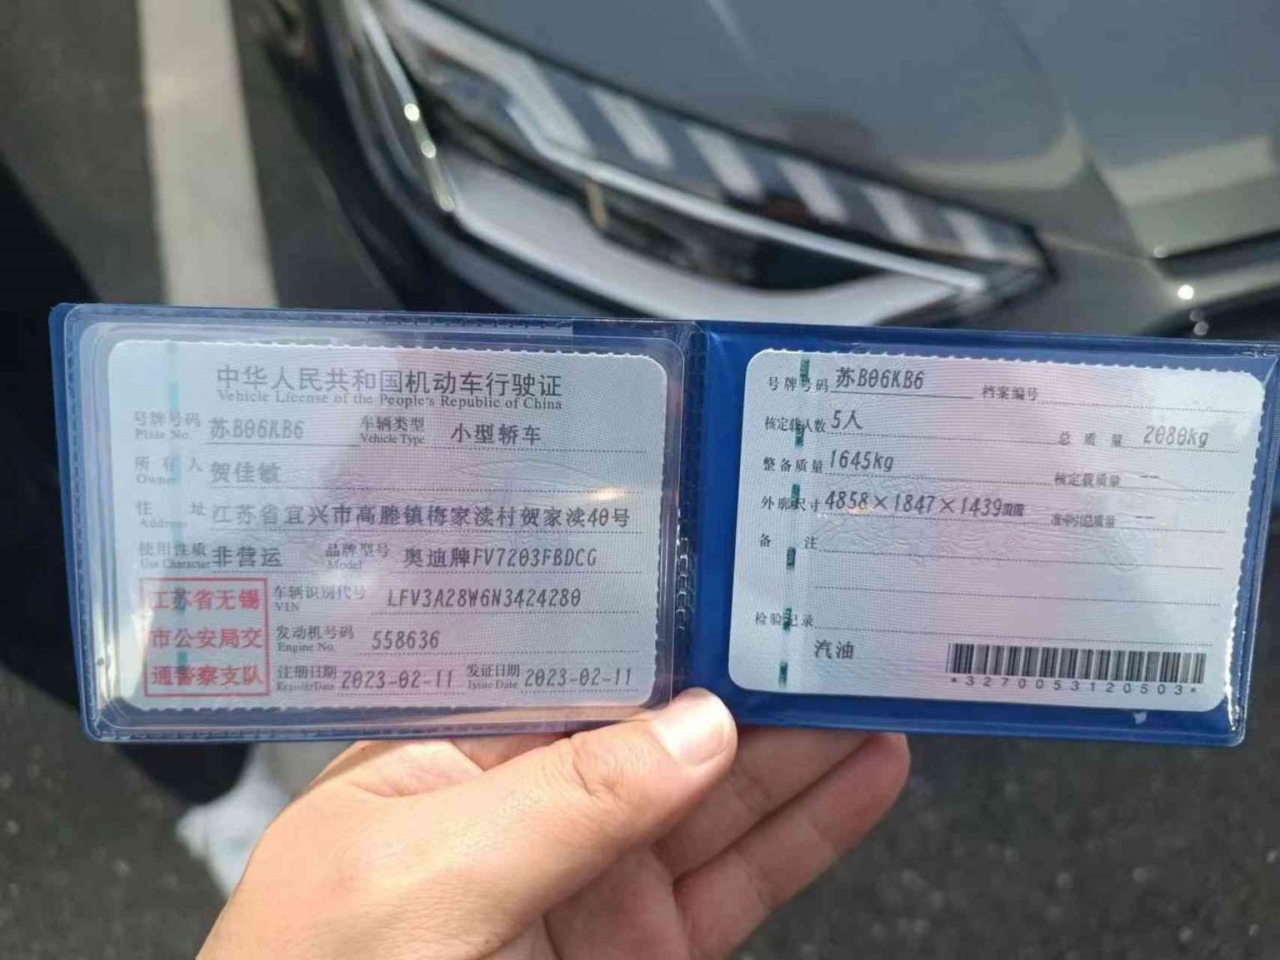 中华人民共和国机动车行驶证
Vehicle License of the People's Republic of China
号牌号码 苏B06KB6 车辆类型 小型轿车
Plate No. Vehicle Type
所有人 贺佳敏
Owner
住址 江苏省宜兴市高塍镇梅家渎村贺家渎40号
Address
使用性质 非营运 品牌型号 奥迪牌FV7203FBDCG
Use Character Model
江苏省无锡
市公安局交
通警察支队
车辆识别代号 LFV3A28W6N3424280
VIN
发动机号码 558636
Engine No.
注册日期 2023-02-11 发证日期 2023-02-11
Register Date Issue Date
号牌号码 苏B06KB6 档案编号
核定载人数 5人 总质量 2080kg
整备质量 1645kg 核定载质量 --
外廓尺寸 4858×1847×1439mm 准牵引总质量 --
备注
检验记录
汽油
*3270053120503*